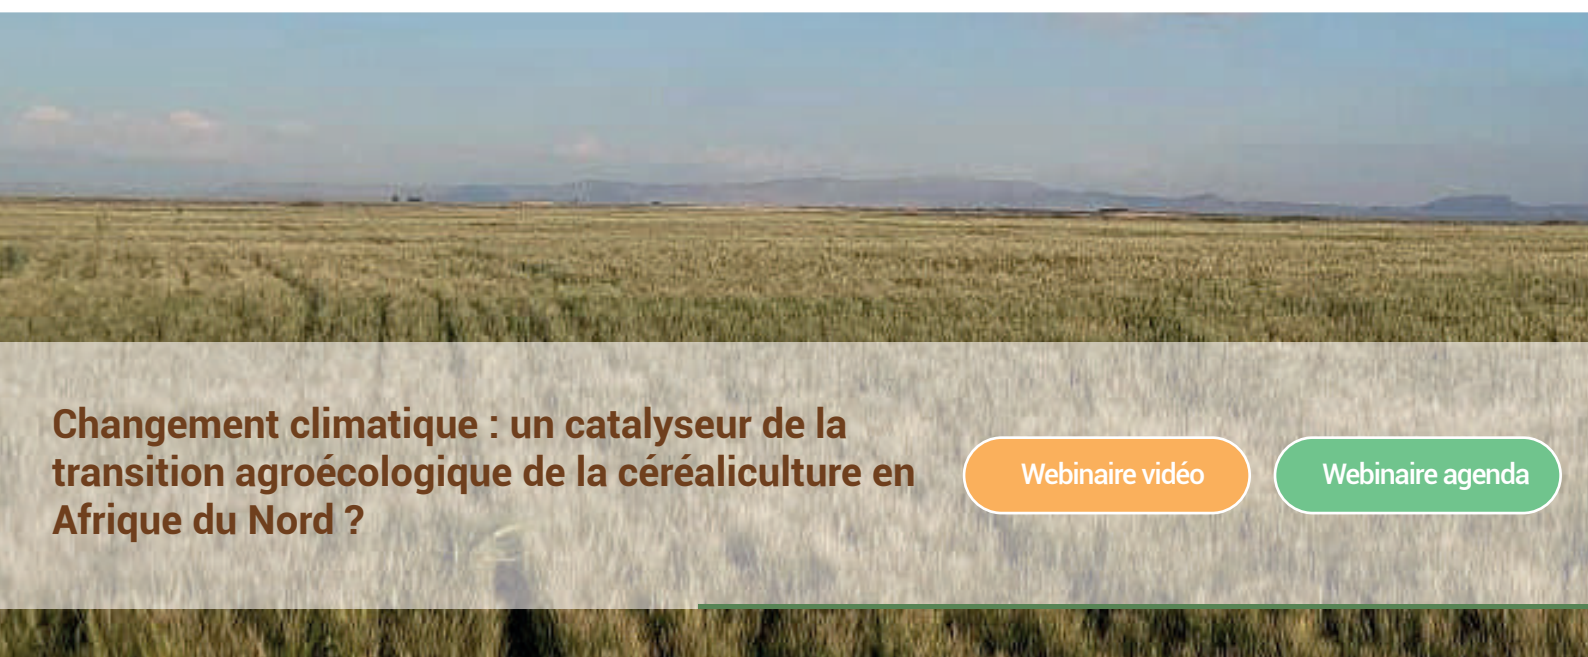 Changement climatique : un catalyseur de la
transition agroécologique de la céréaliculture en
Afrique du Nord ?
Webinaire vidéo
Webinaire agenda